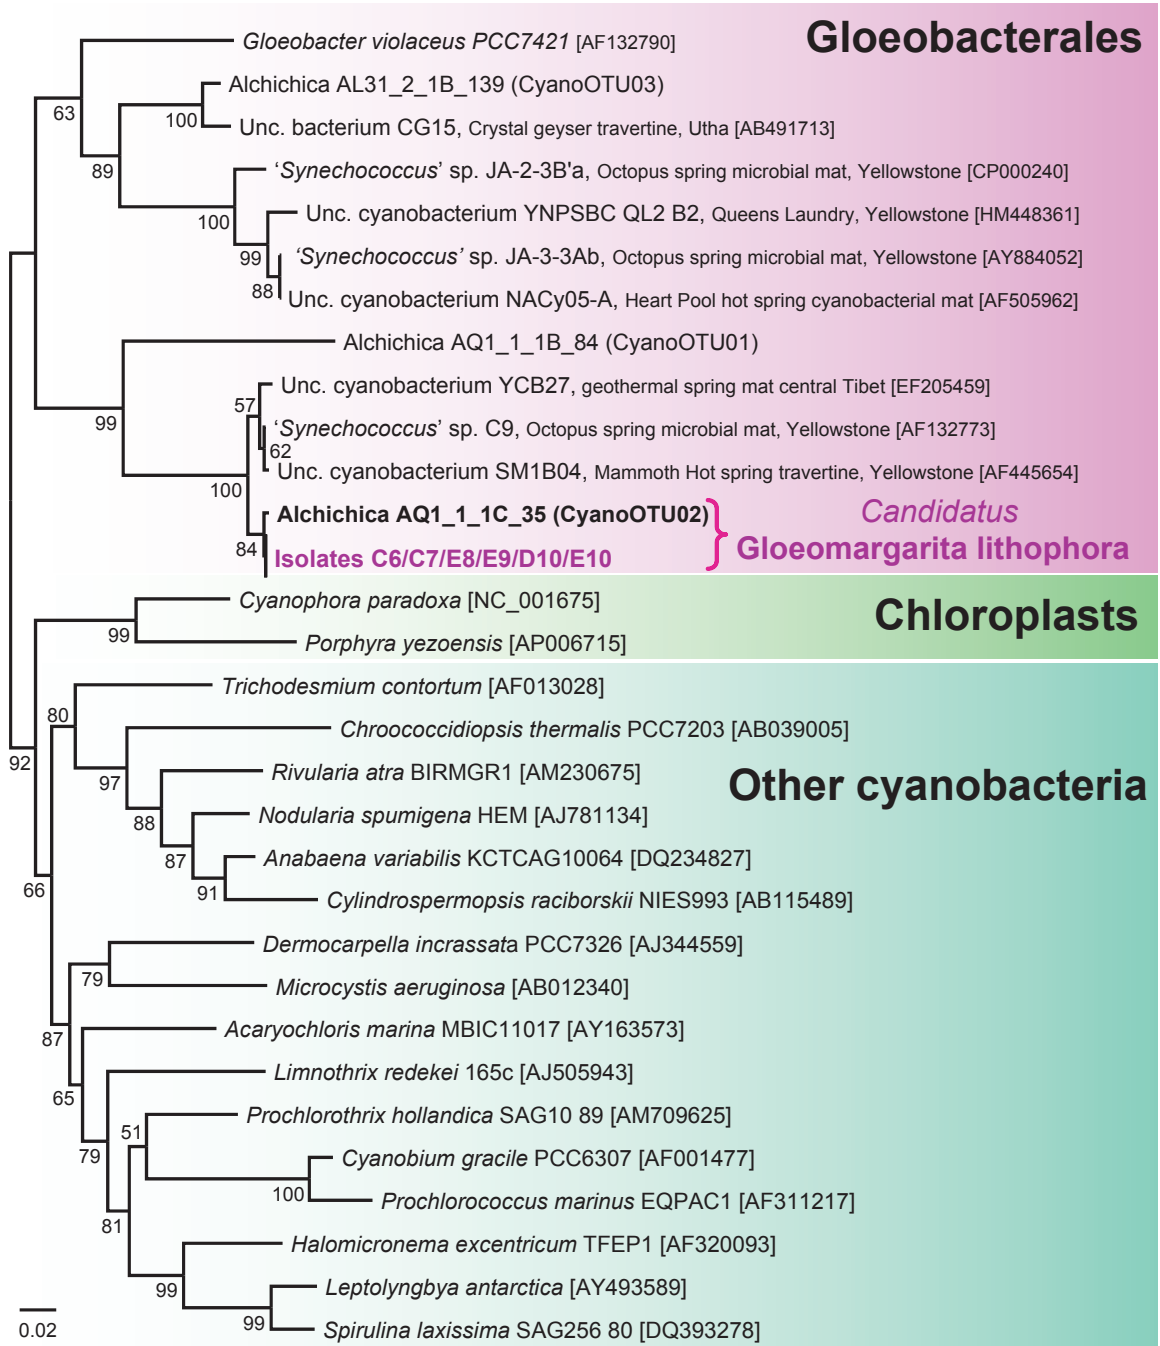 Gloeobacterales
Gloeobacter violaceus PCC7421 [AF132790]
Alchichica AL31_2_1B_139 (CyanoOTU03)
63
100
Unc. bacterium CG15, Crystal geyser travertine, Utha [AB491713]
89
'Synechococcus' sp. JA-2-3B'a, Octopus spring microbial mat, Yellowstone [CP000240]
100
Unc. cyanobacterium YNPSBC QL2 B2, Queens Laundry, Yellowstone [HM448361]
99
'Synechococcus' sp. JA-3-3Ab, Octopus spring microbial mat, Yellowstone [AY884052]
88
Unc. cyanobacterium NACy05-A, Heart Pool hot spring cyanobacterial mat [AF505962]
Alchichica AQ1_1_1B_84 (CyanoOTU01)
Unc. cyanobacterium YCB27, geothermal spring mat central Tibet [EF205459]
57
99
'Synechococcus' sp. C9, Octopus spring microbial mat, Yellowstone [AF132773]
62
Unc. cyanobacterium SM1B04, Mammoth Hot spring travertine, Yellowstone [AF445654]
100
Alchichica AQ1_1_1C_35 (CyanoOTU02)
Candidatus
84
Isolates C6/C7/E8/E9/D10/E10
Gloeomargarita lithophora
Cyanophora paradoxa [NC_001675]
Chloroplasts
99
Porphyra yezoensis [AP006715]
Trichodesmium contortum [AF013028]
80
Chroococcidiopsis thermalis PCC7203 [AB039005]
92
97
Rivularia atra BIRMGR1 [AM230675]
Other cyanobacteria
88
Nodularia spumigena HEM [AJ781134]
87
Anabaena variabilis KCTCAG10064 [DQ234827]
66
91
Cylindrospermopsis raciborskii NIES993 [AB115489]
Dermocarpella incrassata PCC7326 [AJ344559]
79
Microcystis aeruginosa [AB012340]
87
Acaryochloris marina MBIC11017 [AY163573]
Limnothrix redekei 165c [AJ505943]
65
Prochlorothrix hollandica SAG10 89 [AM709625]
51
79
Cyanobium gracile PCC6307 [AF001477]
100
Prochlorococcus marinus EQPAC1 [AF311217]
81
Halomicronema excentricum TFEP1 [AF320093]
99
Leptolyngbya antarctica [AY493589]
99
Spirulina laxissima SAG256 80 [DQ393278]
0.02